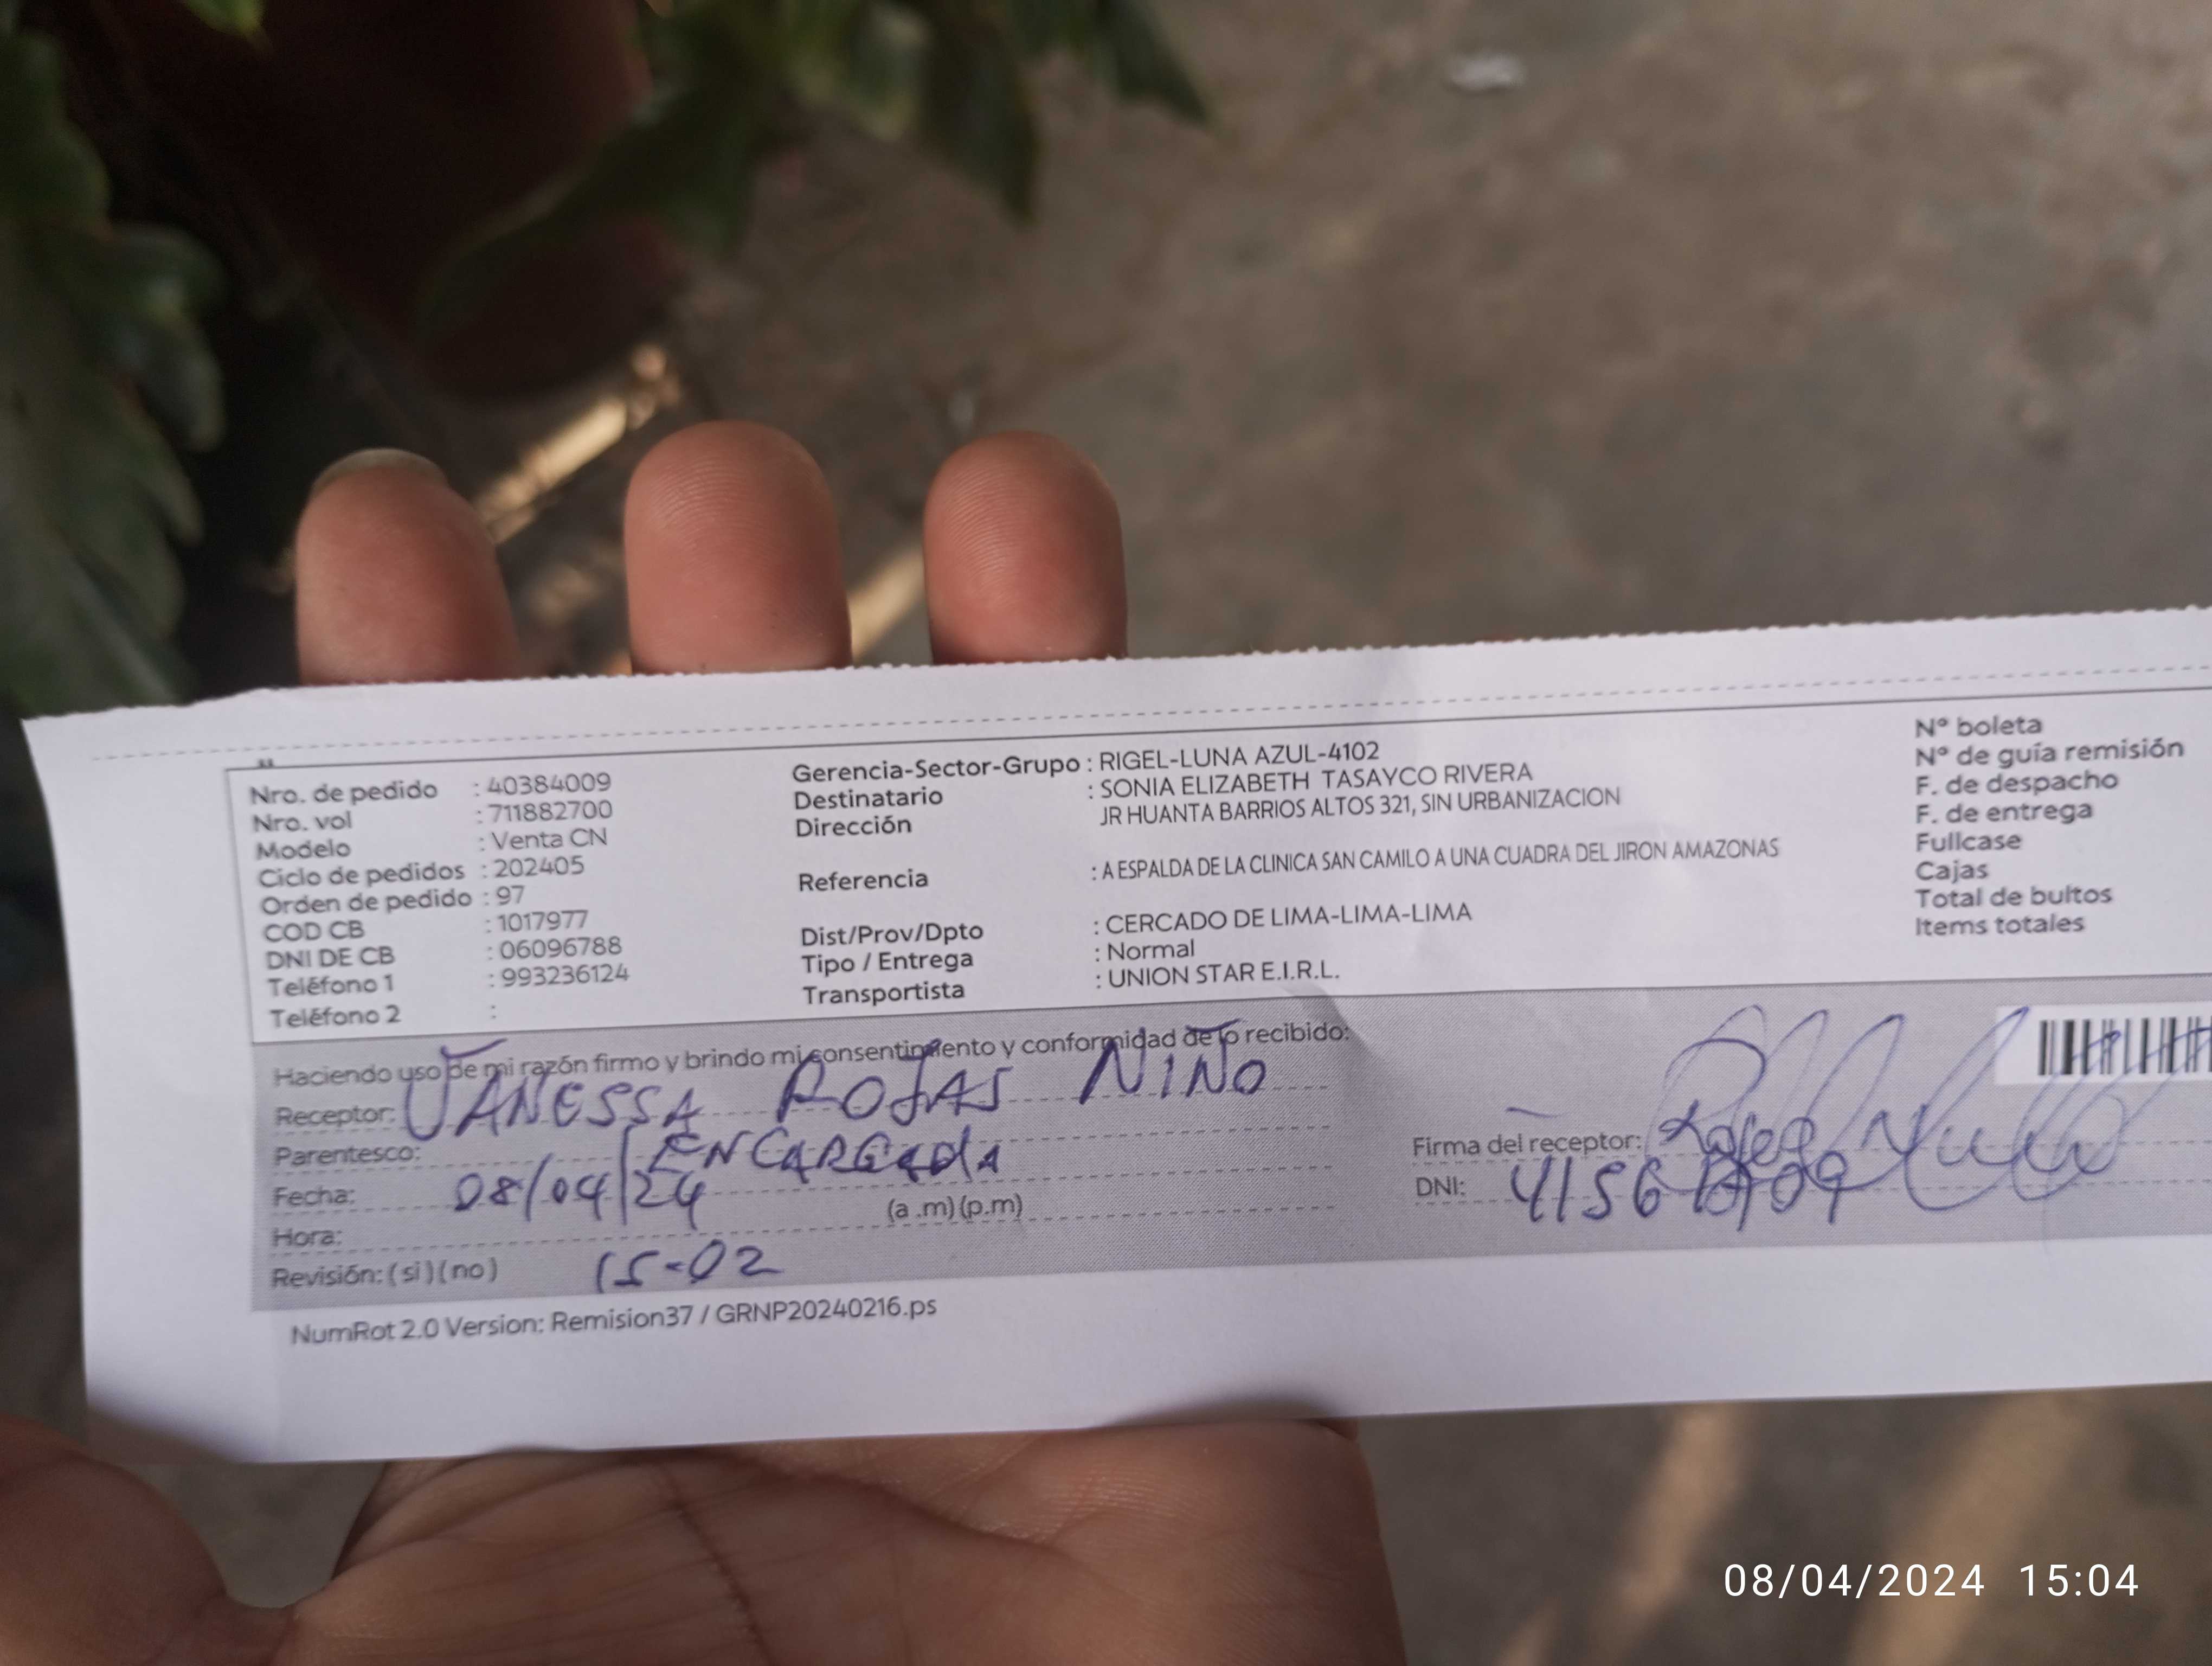 Nro. de pedido : 40384009
Nro. vol : 711882700
Modelo : Venta CN
Ciclo de pedidos : 202405
Orden de pedido : 97
COD CB : 1017977
DNI DE CB : 06096788
Teléfono 1 : 993236124
Teléfono 2 :
Gerencia-Sector-Grupo : RIGEL-LUNA AZUL-4102
Destinatario : SONIA ELIZABETH TASAYCO RIVERA
Dirección JR HUANTA BARRIOS ALTOS 321, SIN URBANIZACION
Referencia : A ESPALDA DE LA CLINICA SAN CAMILO A UNA CUADRA DEL JIRON AMAZONAS
Dist/Prov/Dpto : CERCADO DE LIMA-LIMA-LIMA
Tipo / Entrega : Normal
Transportista : UNION STAR E.I.R.L.
N° boleta
N° de guía remisión
F. de despacho
F. de entrega
Fullcase
Cajas
Total de bultos
Items totales
Haciendo uso de mi razón firmo y brindo mi consentimiento y conformidad de lo recibido:
Receptor: VANESSA ROJAS NIÑO
Parentesco: ENCARGADA
Fecha: 08/04/24
Hora: (a .m) (p.m)
Revisión: ( si ) ( no ) 15-02
Firma del receptor: Rojas
DNI:
NumRot 2.0 Version: Remision37 / GRNP20240216.ps
08/04/2024 15:04